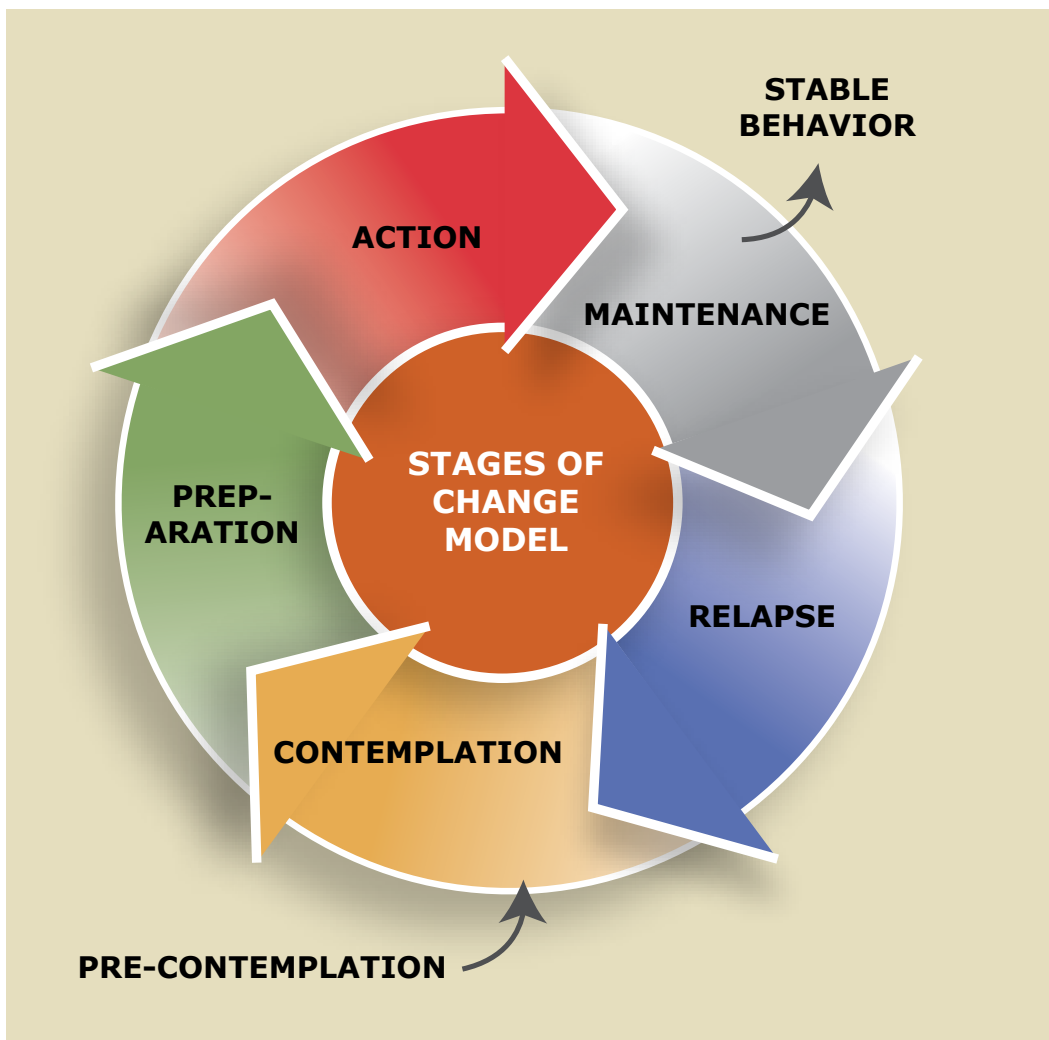 STABLE
BEHAVIOR
ACTION
MAINTENANCE
STAGES OF
CHANGE
MODEL
PREP-
ARATION
RELAPSE
CONTEMPLATION
PRE-CONTEMPLATION